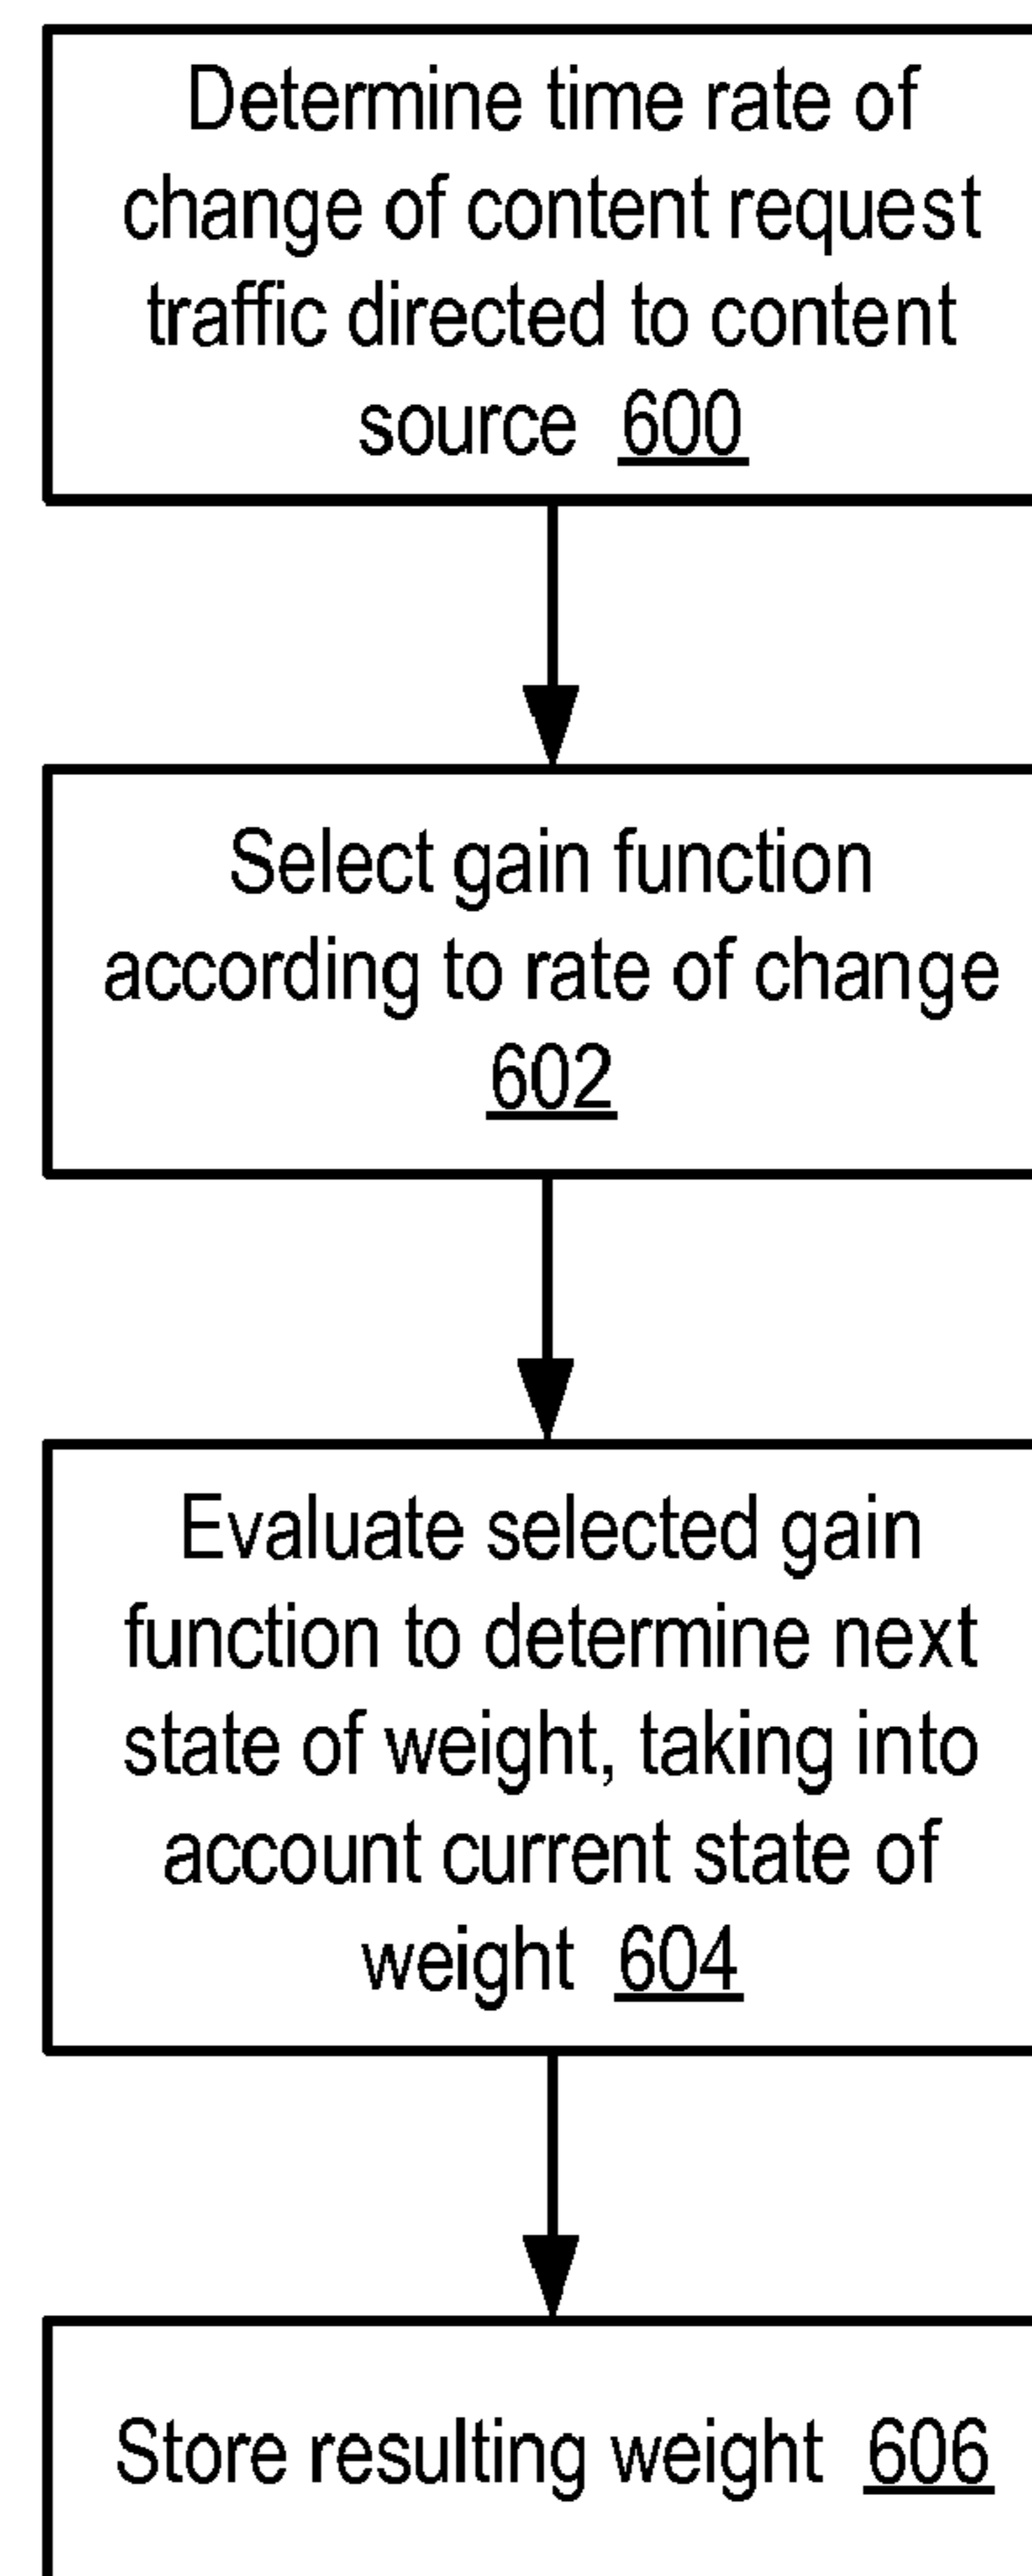 Determine time rate of
change of content request
traffic directed to content
source 600
Select gain function
according to rate of change
602
Evaluate selected gain
function to determine next
state of weight, taking into
account current state of
weight 604
Store resulting weight 606